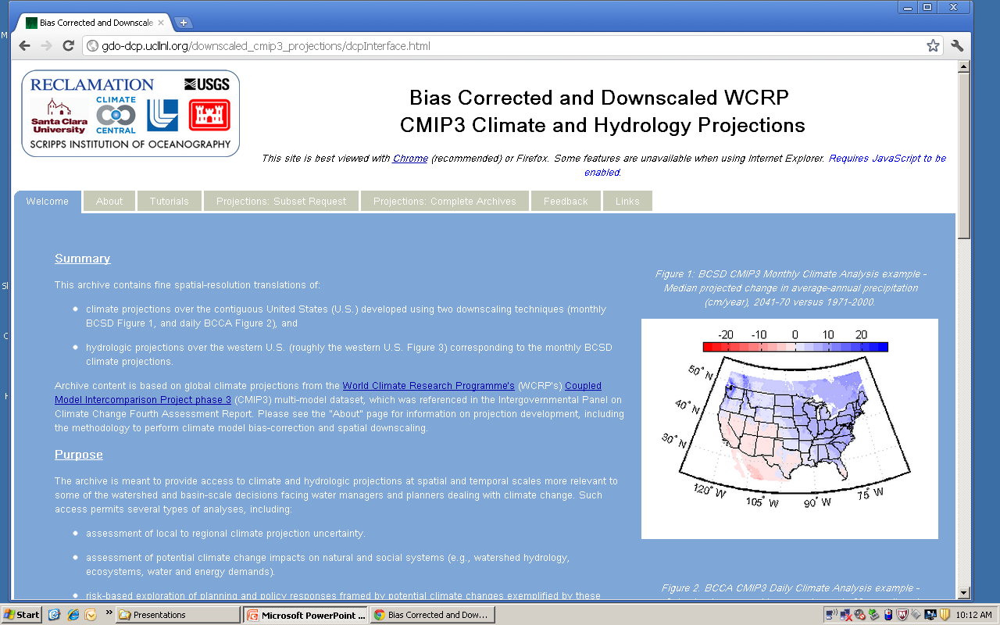 Bias Corrected and Downscale
gdo-dcp.ucllnl.org/downscaled_cmip3_projections/dcpInterface.html
RECLAMATION
USGS
Santa Clara
University
CLIMATE
CENTRAL
SCRIPPS INSTITUTION OF OCEANOGRAPHY
Bias Corrected and Downscaled WCRP
CMIP3 Climate and Hydrology Projections
This site is best viewed with Chrome (recommended) or Firefox. Some features are unavailable when using Internet Explorer. Requires JavaScript to be
enabled.
Welcome About Tutorials Projections: Subset Request Projections: Complete Archives Feedback Links
Summary
This archive contains fine spatial-resolution translations of:
climate projections over the contiguous United States (U.S.) developed using two downscaling techniques (monthly
BCSD Figure 1, and daily BCCA Figure 2), and
hydrologic projections over the western U.S. (roughly the western U.S. Figure 3) corresponding to the monthly BCSD
climate projections.
Archive content is based on global climate projections from the World Climate Research Programme's (WCRP's) Coupled
Model Intercomparison Project phase 3 (CMIP3) multi-model dataset, which was referenced in the Intergovernmental Panel on
Climate Change Fourth Assessment Report. Please see the "About" page for information on projection development, including
the methodology to perform climate model bias-correction and spatial downscaling.
Purpose
The archive is meant to provide access to climate and hydrologic projections at spatial and temporal scales more relevant to
some of the watershed and basin-scale decisions facing water managers and planners dealing with climate change. Such
access permits several types of analyses, including:
assessment of local to regional climate projection uncertainty.
assessment of potential climate change impacts on natural and social systems (e.g., watershed hydrology,
ecosystems, water and energy demands).
risk-based exploration of planning and policy responses framed by potential climate changes exemplified by these
Figure 1: BCSD CMIP3 Monthly Climate Analysis example -
Median projected change in average-annual precipitation
(cm/year), 2041-70 versus 1971-2000.
-20 -10 0 10 20
50° N
40° N
30° N
120° W
105° W
90° W
75° W
Figure 2. BCCA CMIP3 Daily Climate Analysis example -
Start » Presentations Microsoft PowerPoint ... Bias Corrected and Dow... 10:12 AM